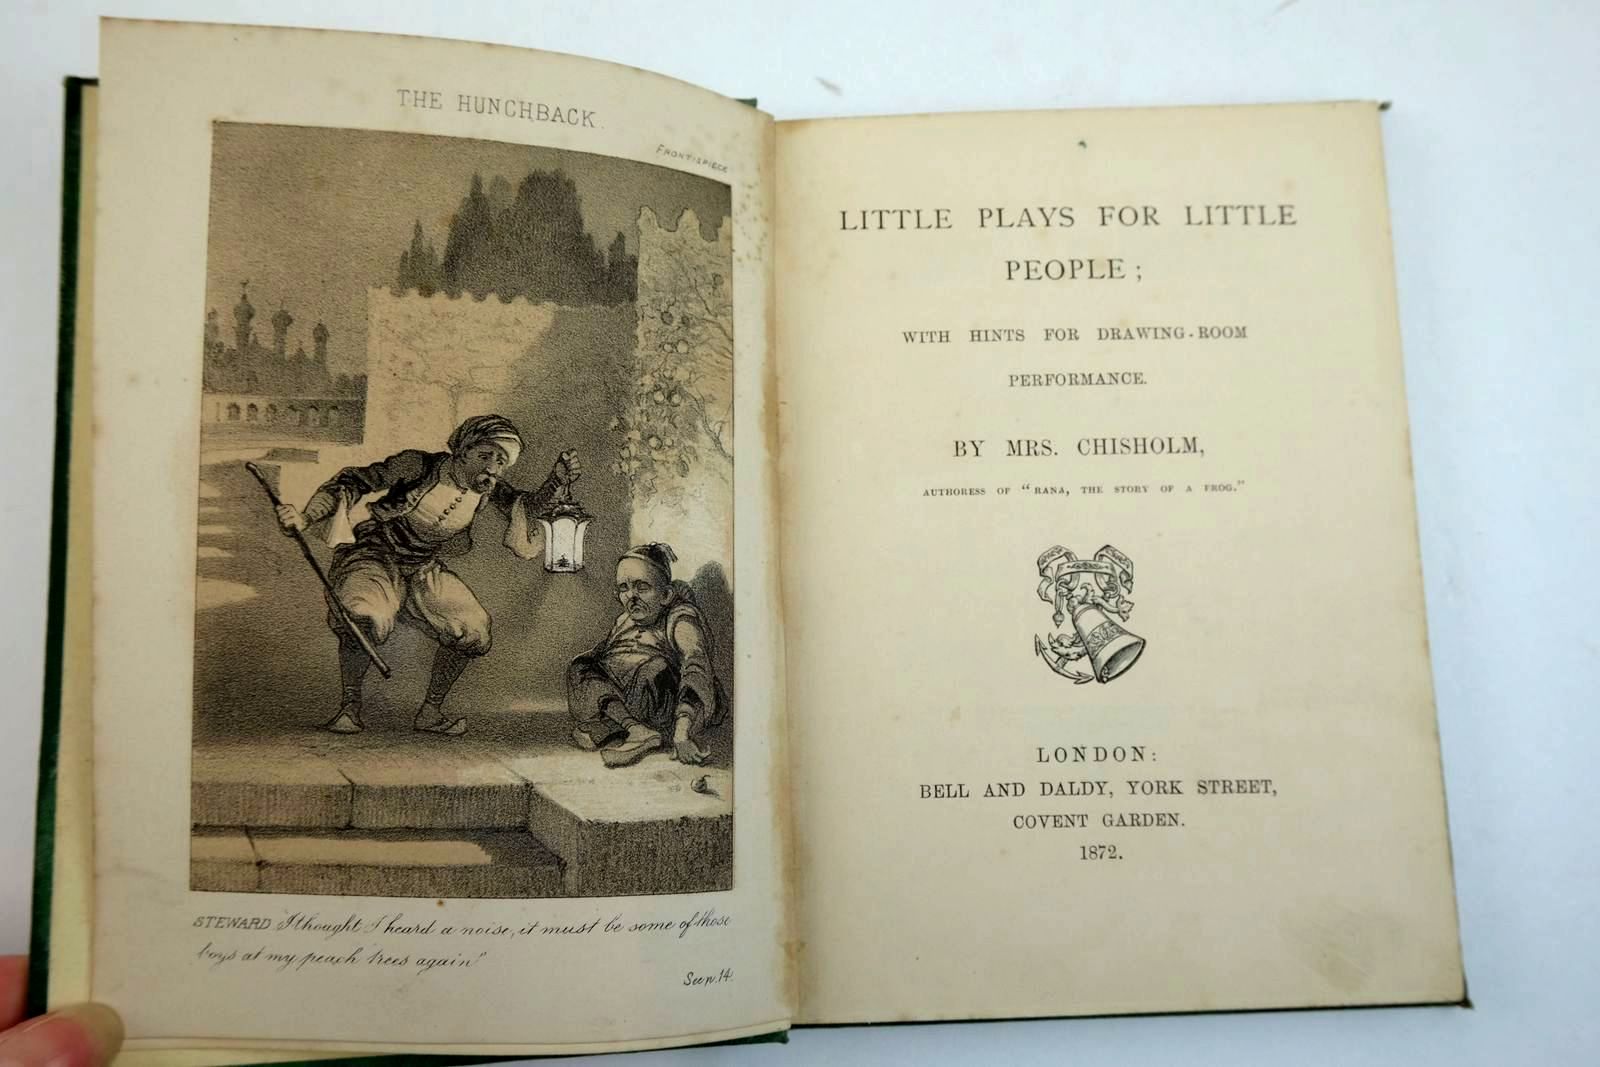 THE HUNCHBACK.
FRONTISPIECE
STEWARD. "I thought I heard a noise, it must be some of those
boys at my peach trees again"
See p. 14.
LITTLE PLAYS FOR LITTLE
PEOPLE;
WITH HINTS FOR DRAWING-ROOM
PERFORMANCE.
BY MRS. CHISHOLM,
AUTHORESS OF "RANA, THE STORY OF A FROG."
LONDON:
BELL AND DALDY, YORK STREET,
COVENT GARDEN.
1872.